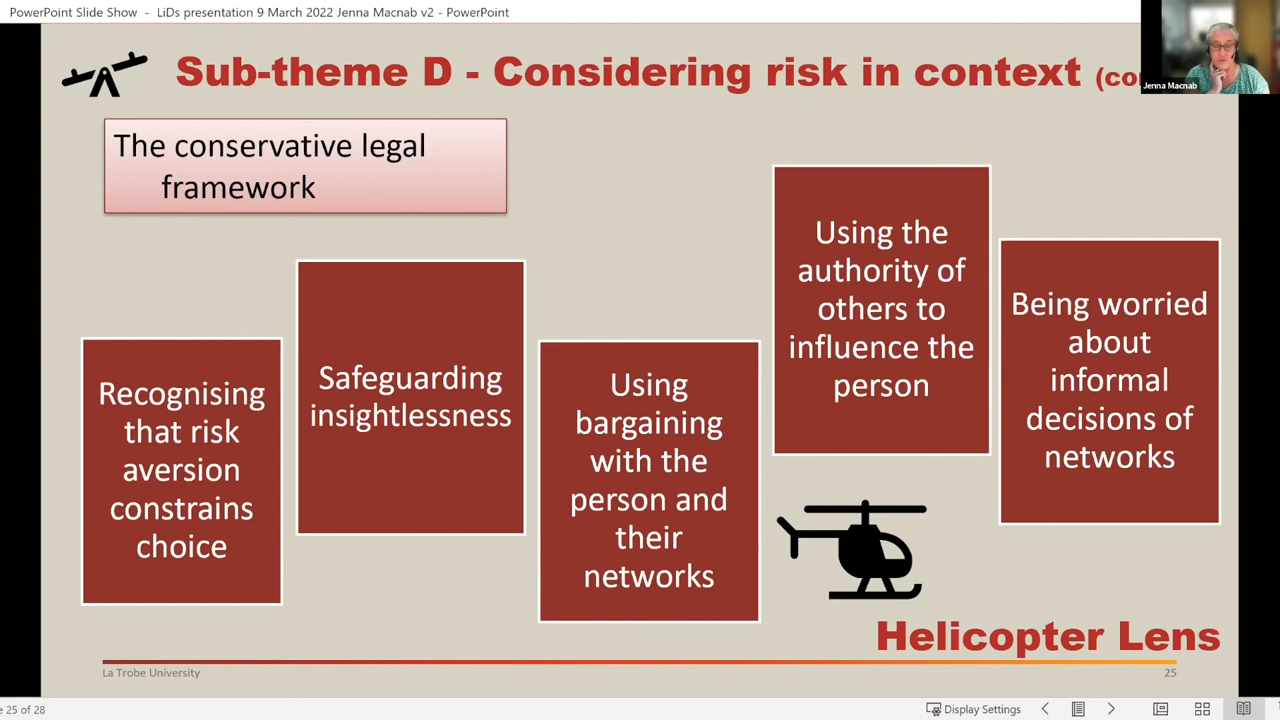 PowerPoint Slide Show - LiDs presentation 9 March 2022 Jenna Macnab v2 - PowerPoint
Sub-theme D - Considering risk in context (co
Jenna Macnab
The conservative legal
framework
Recognising
that risk
aversion
constrains
choice
Safeguarding
insightlessness
Using
bargaining
with the
person and
their
networks
Using the
authority of
others to
influence the
person
Being worried
about
informal
decisions of
networks
Helicopter Lens
La Trobe University
25
25 of 28
Display Settings